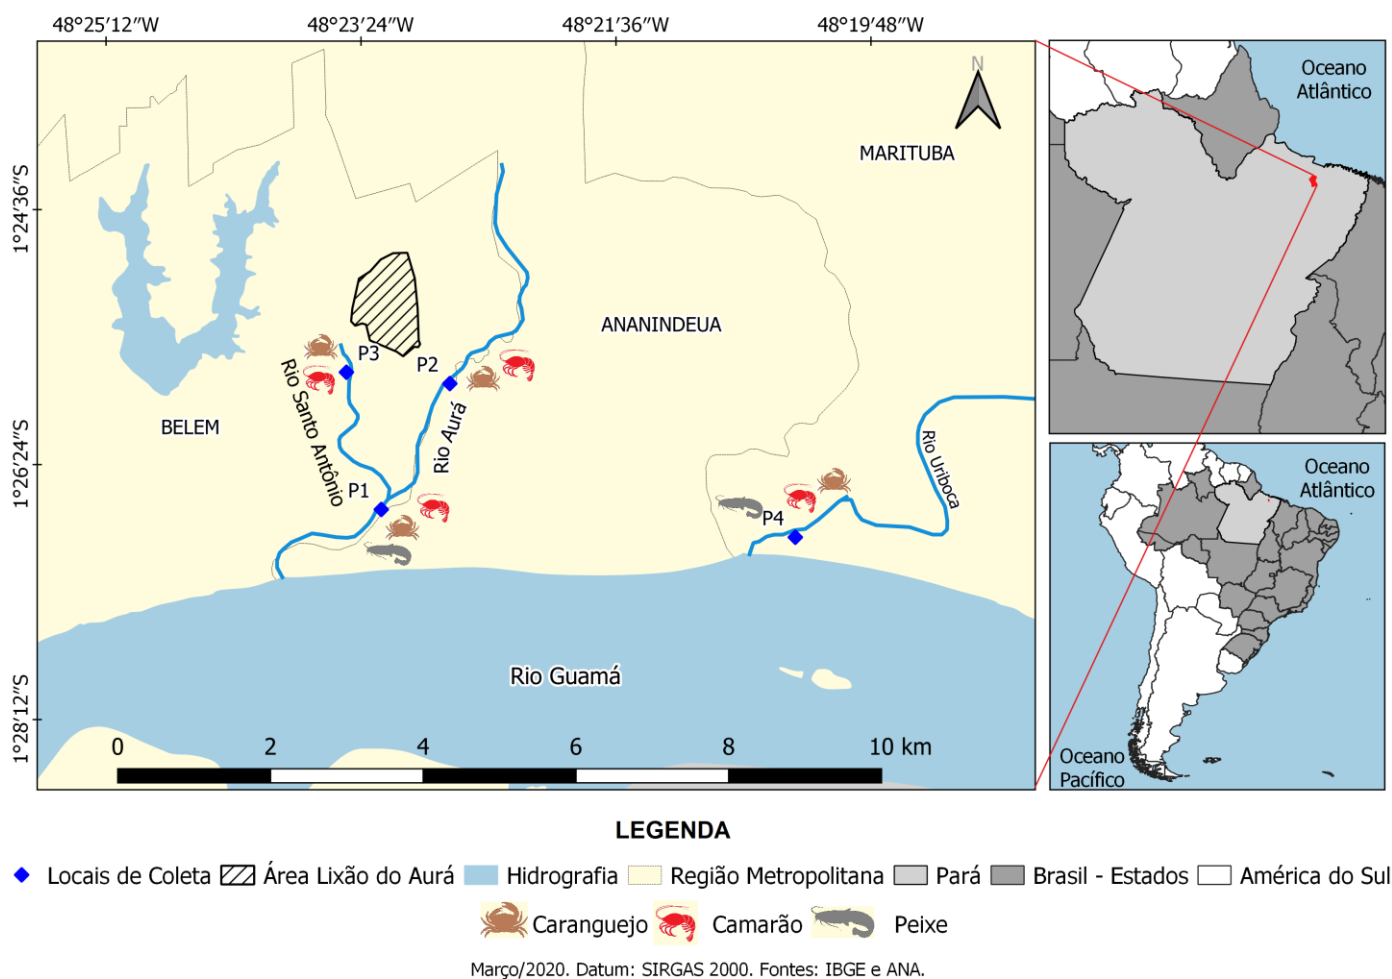 48°25'12"W 48°23'24"W 48°21'36"W 48°19'48"W
N
Oceano
Atlântico
MARITUBA
1°24'36"S
ANANINDEUA
P3
P2
Rio Santo Antônio
Rio Aurá
BELEM
Rio Uriboca
1°26'24"S
P1
P4
Oceano
Atlântico
Rio Guamá
1°28'12"S
0 2 4 6 8 10 km
Oceano
Pacífico
LEGENDA
Locais de Coleta Área Lixão do Aurá Hidrografia Região Metropolitana Pará Brasil - Estados América do Sul
Caranguejo Camarão Peixe
Março/2020. Datum: SIRGAS 2000. Fontes: IBGE e ANA.